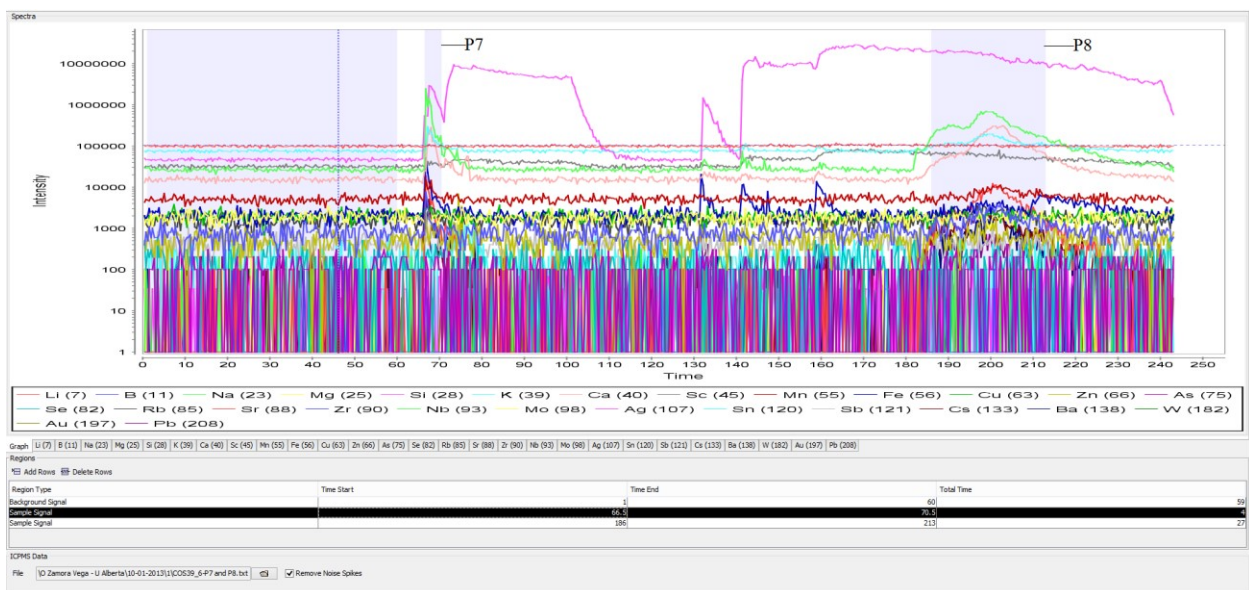 Spectra
P7
P8
10000000
1000000
100000
10000
1000
100
10
1
Intensity
0 10 20 30 40 50 60 70 80 90 100 110 120 130 140 150 160 170 180 190 200 210 220 230 240 250
Time
Li (7) B (11) Na (23) Mg (25) Si (28) K (39) Ca (40) Sc (45) Mn (55) Fe (56) Cu (63) Zn (66) As (75)
Se (82) Rb (85) Sr (88) Zr (90) Nb (93) Mo (98) Ag (107) Sn (120) Sb (121) Cs (133) Ba (138) W (182)
Au (197) Pb (208)
Graph Li (7) B (11) Na (23) Mg (25) Si (28) K (39) Ca (40) Sc (45) Mn (55) Fe (56) Cu (63) Zn (66) As (75) Se (82) Rb (85) Sr (88) Zr (90) Nb (93) Mo (98) Ag (107) Sn (120) Sb (121) Cs (133) Ba (138) W (182) Au (197) Pb (208)
Regions
Add Rows Delete Rows
Region Type Time Start Time End Total Time
Background Signal 1 60 59
Sample Signal 66.5 70.5 4
Sample Signal 186 213 27
ICPMS Data
File \O Zamora Vega - U Alberta\10-01-2013\1\COS39_6-P7 and P8.txt Remove Noise Spikes